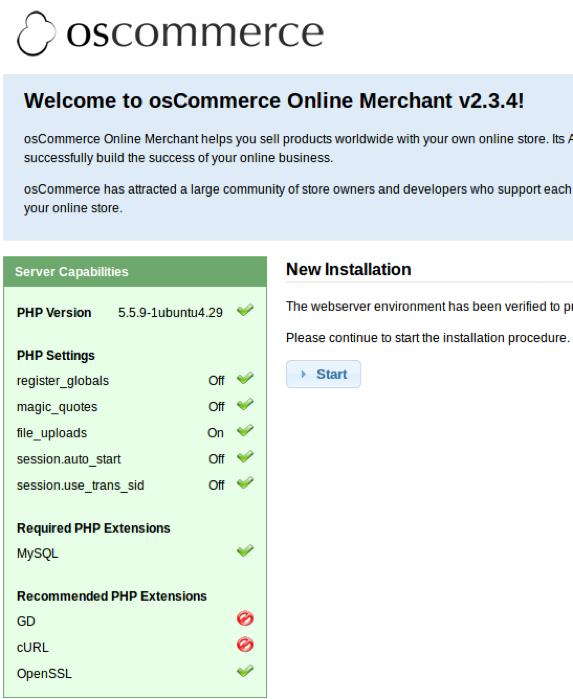 oscommerce
Welcome to osCommerce Online Merchant v2.3.4!
osCommerce Online Merchant helps you sell products worldwide with your own online store. Its
successfully build the success of your online business.
osCommerce has attracted a large community of store owners and developers who support each
your online store.
Server Capabilities
PHP Version 5.5.9-1ubuntu4.29
PHP Settings
register_globals Off
magic_quotes Off
file_uploads On
session.auto_start Off
session.use_trans_sid Off
Required PHP Extensions
MySQL
Recommended PHP Extensions
GD
cURL
OpenSSL
New Installation
The webserver environment has been verified to
Please continue to start the installation procedure.
Start